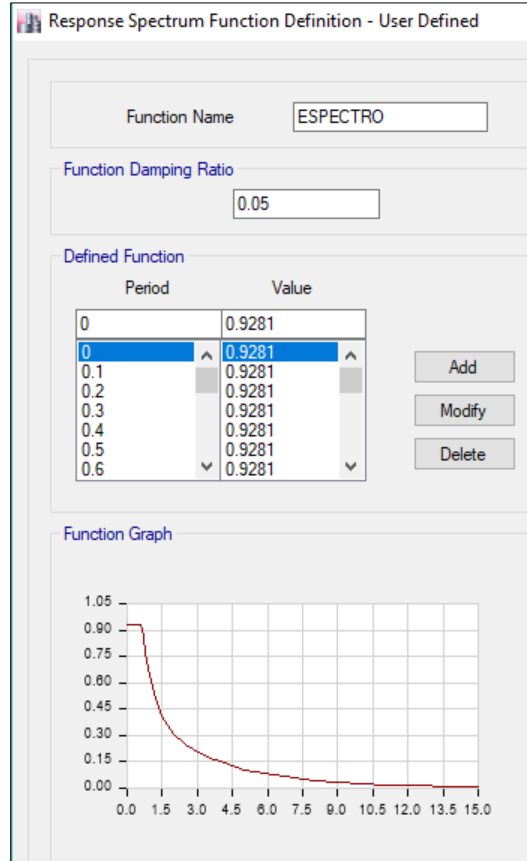 Response Spectrum Function Definition - User Defined
Function Name ESPECTRO
Function Damping Ratio
0.05
Defined Function
Period Value
0 0.9281
0 0.9281
0.1 0.9281
0.2 0.9281
0.3 0.9281
0.4 0.9281
0.5 0.9281
0.6 0.9281
Add
Modify
Delete
Function Graph
1.05
0.90
0.75
0.60
0.45
0.30
0.15
0.00
0.0 1.5 3.0 4.5 6.0 7.5 9.0 10.5 12.0 13.5 15.0